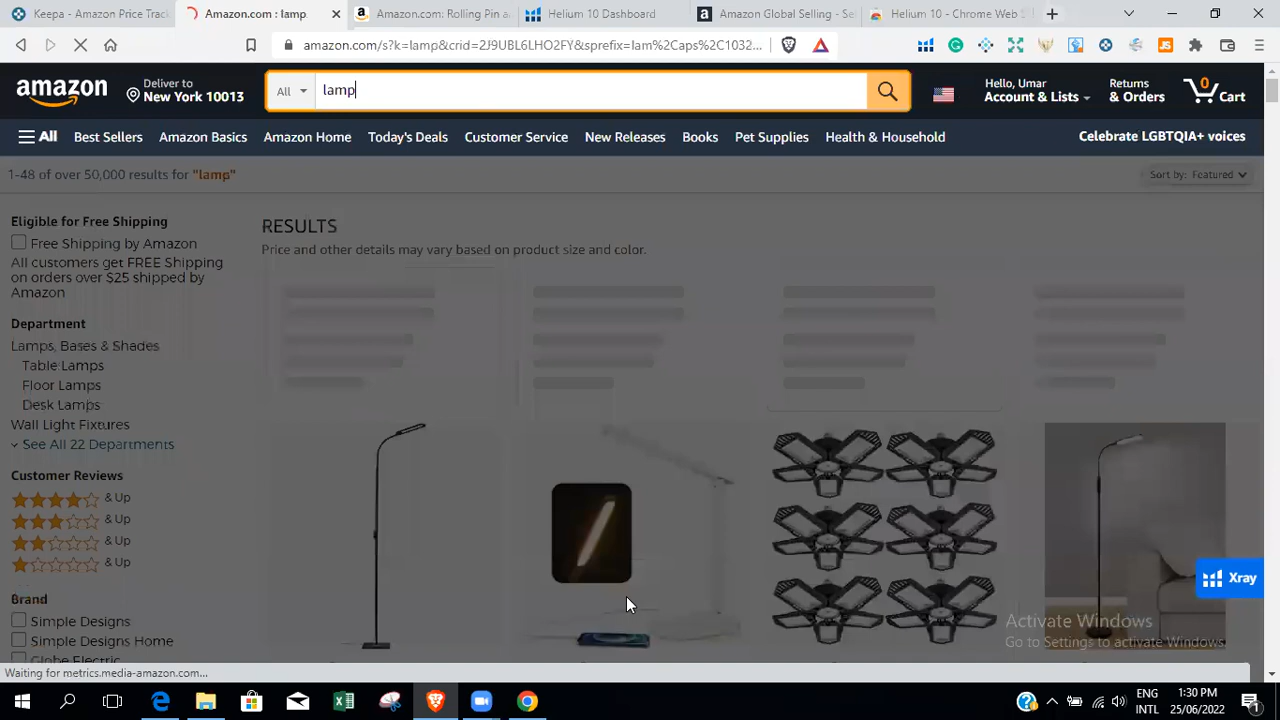 Keepa - Amazon Price Track
Amazon.com : lamp
Amazon.com: Rolling Pin a
Helium 10 Dashboard
Amazon Global Selling - Se
Helium 10 - Chrome Web S
amazon.com/s?k=lamp&crid=2J9UBL6LHO2FY&sprefix=lam%2Caps%2C1032...
amazon
Deliver to
New York 10013
All
lamp
Hello, Umar
Account & Lists
Returns
& Orders
0
Cart
All
Best Sellers
Amazon Basics
Amazon Home
Today's Deals
Customer Service
New Releases
Books
Pet Supplies
Health & Household
Celebrate LGBTQIA+ voices
1-48 of over 50,000 results for "lamp"
Sort by: Featured
Eligible for Free Shipping
Free Shipping by Amazon
All customers get FREE Shipping
on orders over $25 shipped by
Amazon
Department
Lamps, Bases & Shades
Table Lamps
Floor Lamps
Desk Lamps
Wall Light Fixtures
See All 22 Departments
Customer Reviews
& Up
& Up
& Up
& Up
Brand
Simple Designs
Simple Designs Home
Globe Electric
RESULTS
Price and other details may vary based on product size and color.
Xray
Activate Windows
Go to Settings to activate Windows.
Waiting for metrics.media-amazon.com...
ENG
INTL
1:30 PM
25/06/2022
1